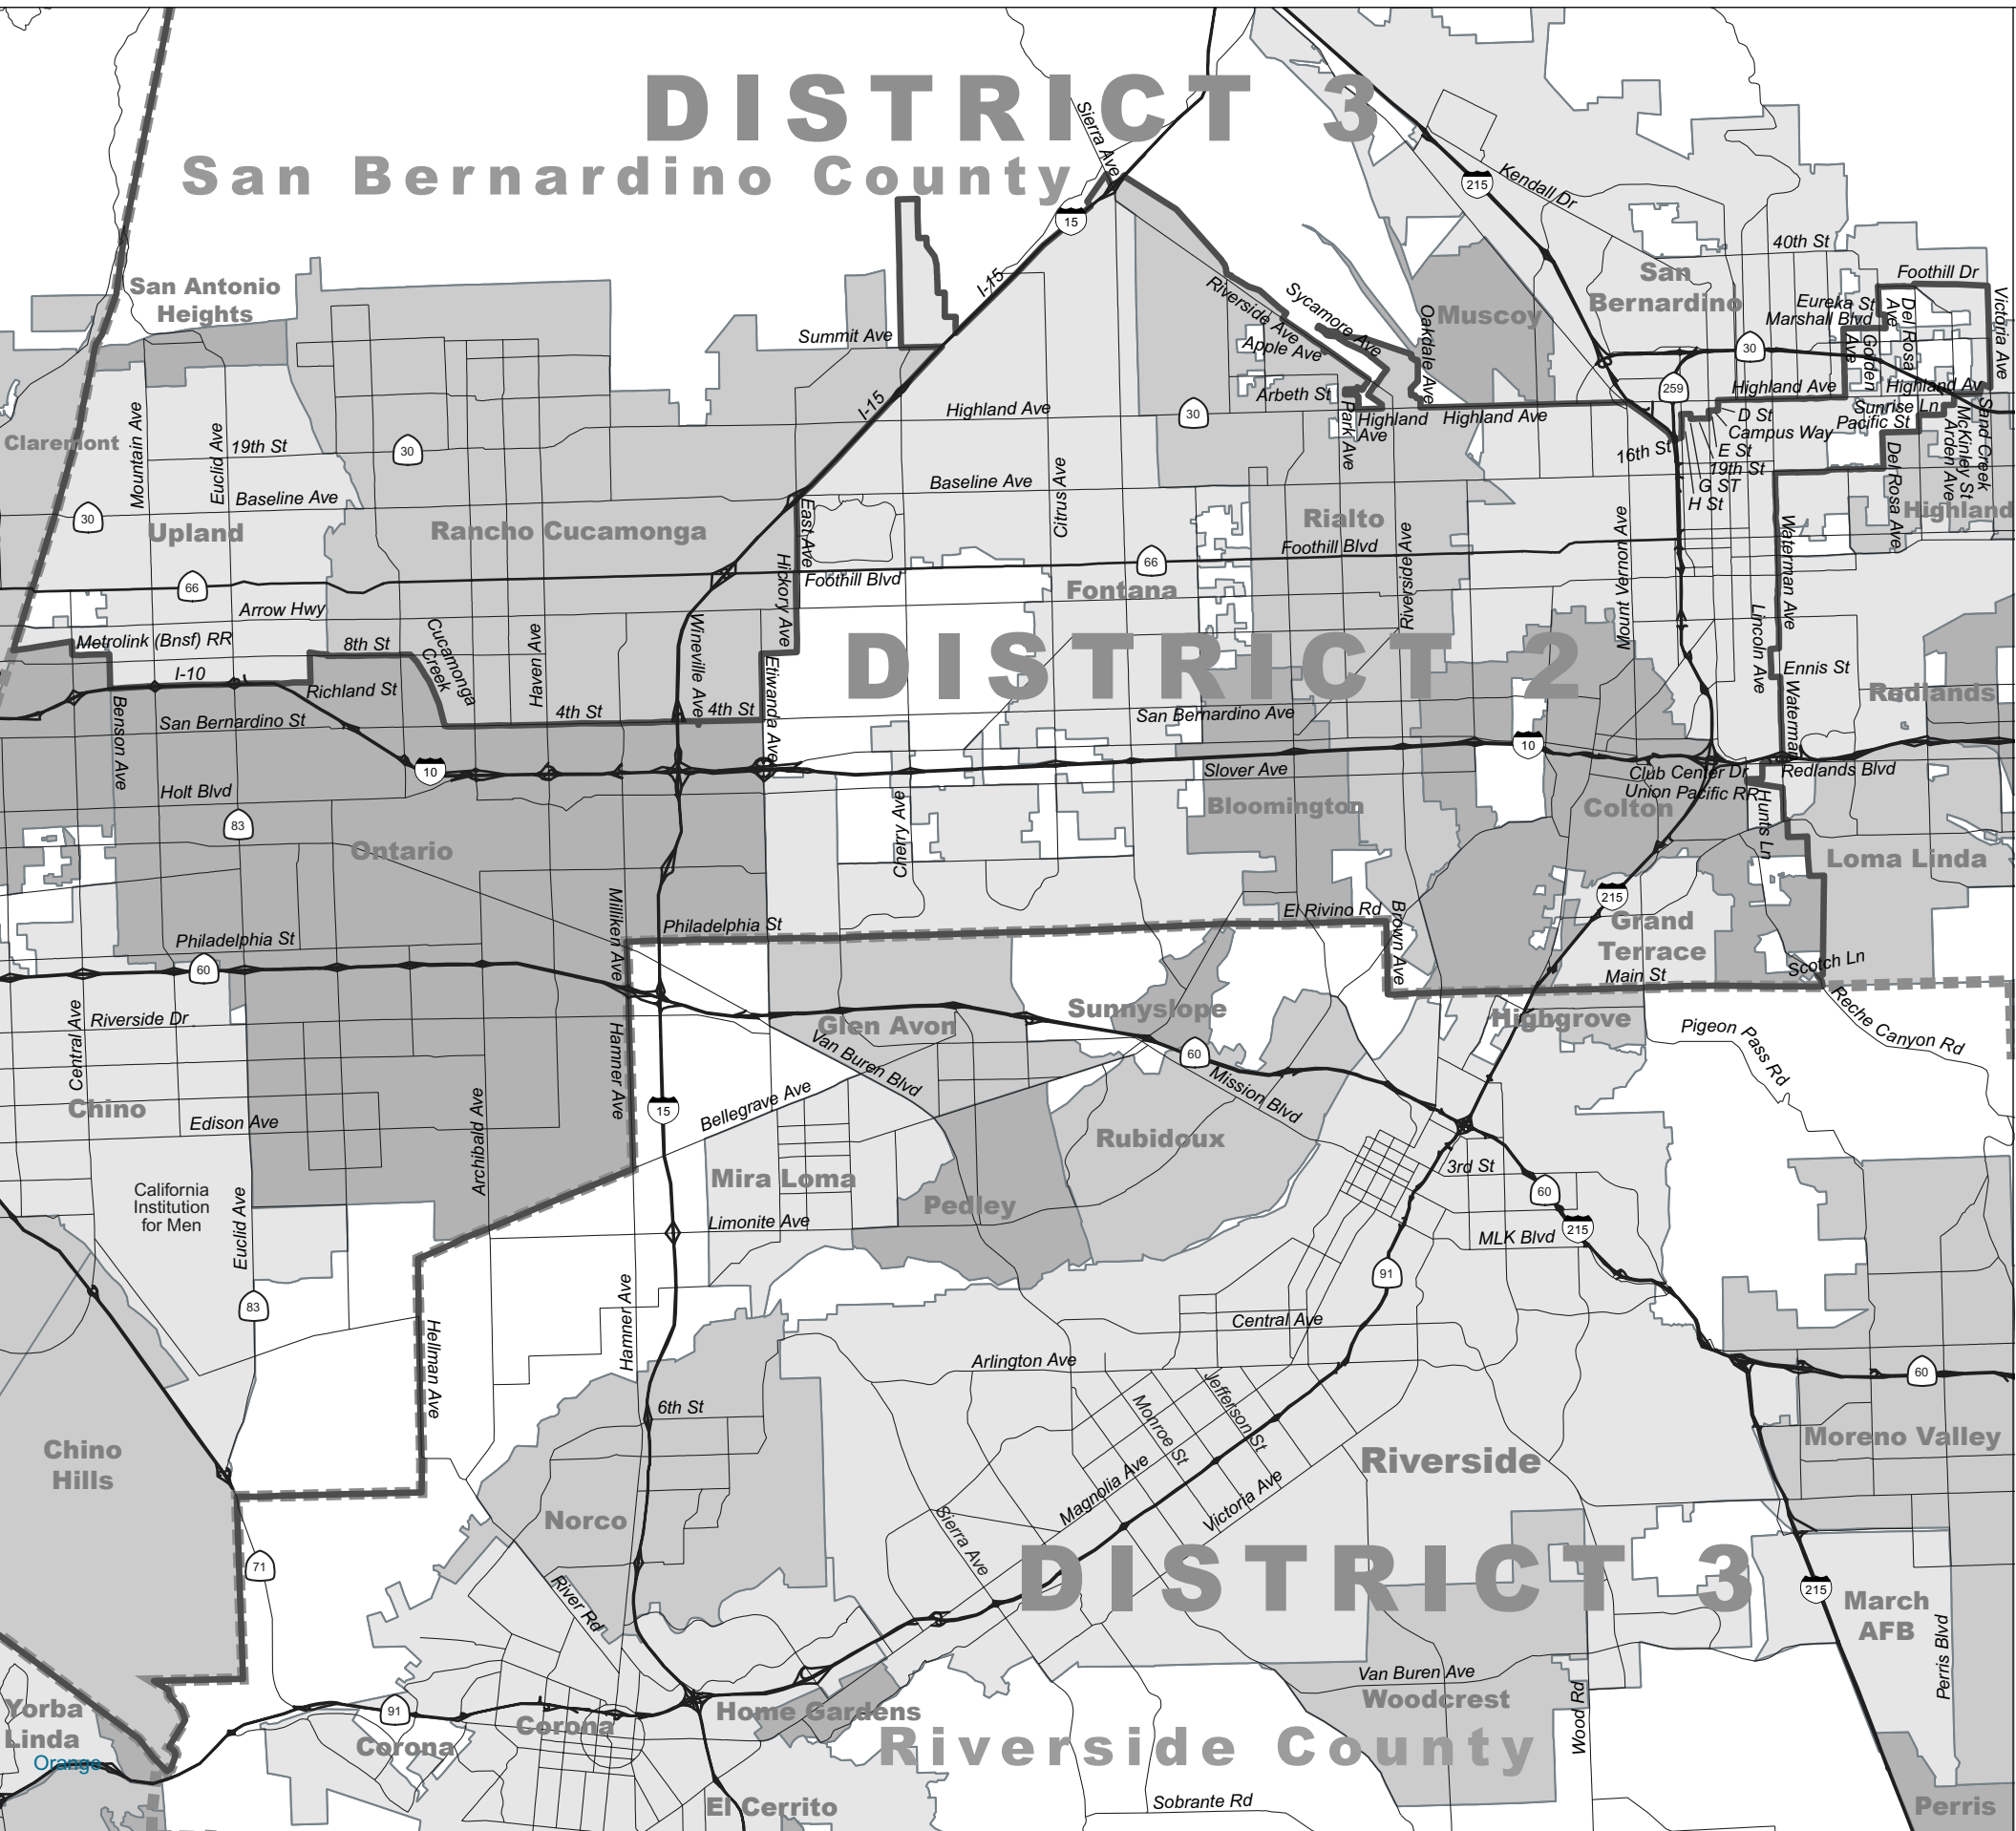 DISTRICT 3
San Bernardino County
Sierra Ave
15
I-15
215
Kendall Dr
40th St
San Antonio
Heights
Summit Ave
Riverside Ave
Sycamore Ave
Apple Ave
Oakdale Ave
Muscoy
San
Bernardino
Foothill Dr
Eureka St
Marshall Blvd
Del Rosa
Ave
Golden
Ave
Victoria Ave
30
259
Claremont
Mountain Ave
Euclid Ave
19th St
30
I-15
Highland Ave
30
Arbeth St
Park Ave
Highland
Ave
Highland Ave
Highland Ave
Highland Av
D St
Campus Way
E St
19th St
G ST
H St
16th St
Sunrise Ln
Pacific St
Del Rosa Ave
Arden Ave
McKinley St
Sand Creek
Highland
30
Baseline Ave
Upland
Rancho Cucamonga
Baseline Ave
Citrus Ave
East Ave
Hickory Ave
Rialto
Foothill Blvd
Riverside Ave
Mount Vernon Ave
Waterman Ave
66
Foothill Blvd
66
Fontana
Arrow Hwy
Metrolink (Bnsf) RR
8th St
Cucamonga
Creek
Haven Ave
Wineville Ave
Etiwanda Ave
DISTRICT 2
Lincoln Ave
Ennis St
Waterman
Redlands
I-10
Richland St
San Bernardino St
4th St
4th St
San Bernardino Ave
Benson Ave
10
10
Slover Ave
Club Center Dr
Union Pacific RR
Redlands Blvd
Holt Blvd
83
Ontario
Cherry Ave
Bloomington
Colton
Hunts Ln
Loma Linda
215
Grand
Terrace
Milliken Ave
Philadelphia St
El Rivino Rd
Brown Ave
Philadelphia St
60
Main St
Scotch Ln
Reche Canyon Rd
Central Ave
Riverside Dr
Hammer Ave
Glen Avon
Sunnyslope
Highgrove
Pigeon Pass Rd
Van Buren Blvd
60
Mission Blvd
Chino
Edison Ave
Archibald Ave
15
Bellegrave Ave
Rubidoux
3rd St
Mira Loma
Pedley
60
215
California
Institution
for Men
Euclid Ave
Limonite Ave
MLK Blvd
91
83
Hellman Ave
Hamner Ave
Central Ave
Arlington Ave
60
6th St
Monroe St
Jefferson St
Chino
Hills
Riverside
Moreno Valley
Magnolia Ave
Victoria Ave
Norco
Sierra Ave
DISTRICT 3
71
River Rd
215
March
AFB
Perris Blvd
Van Buren Ave
Woodcrest
Wood Rd
Yorba
Linda
Orange
91
Corona
Corona
Home Gardens
Riverside County
El Cerrito
Sobrante Rd
Perris